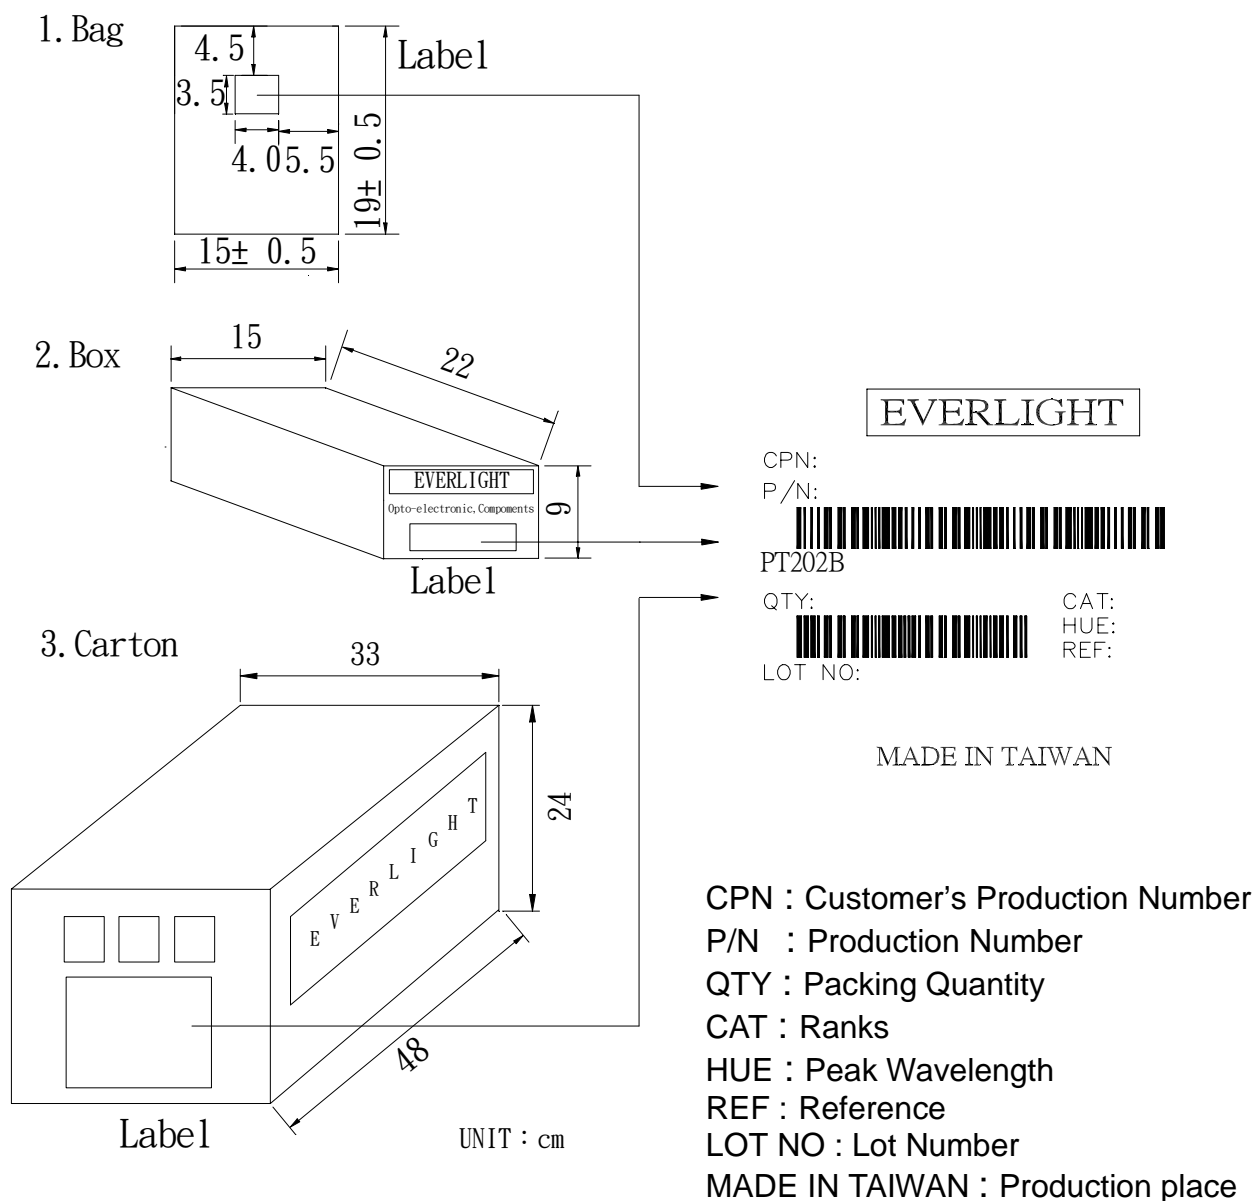 1. Bag
4.5
Label
3.5
4.0 5.5
19± 0.5
15± 0.5
2. Box
15
22
EVERLIGHT
Opto-electronic,Compoments
9
Label
3. Carton
33
24
EVERLIGHT
48
Label
UNIT：cm
EVERLIGHT
CPN:
P/N:
PT202B
QTY:
CAT:
HUE:
REF:
LOT NO:
MADE IN TAIWAN
CPN：Customer's Production Number
P/N ：Production Number
QTY：Packing Quantity
CAT：Ranks
HUE：Peak Wavelength
REF : Reference
LOT NO : Lot Number
MADE IN TAIWAN：Production place